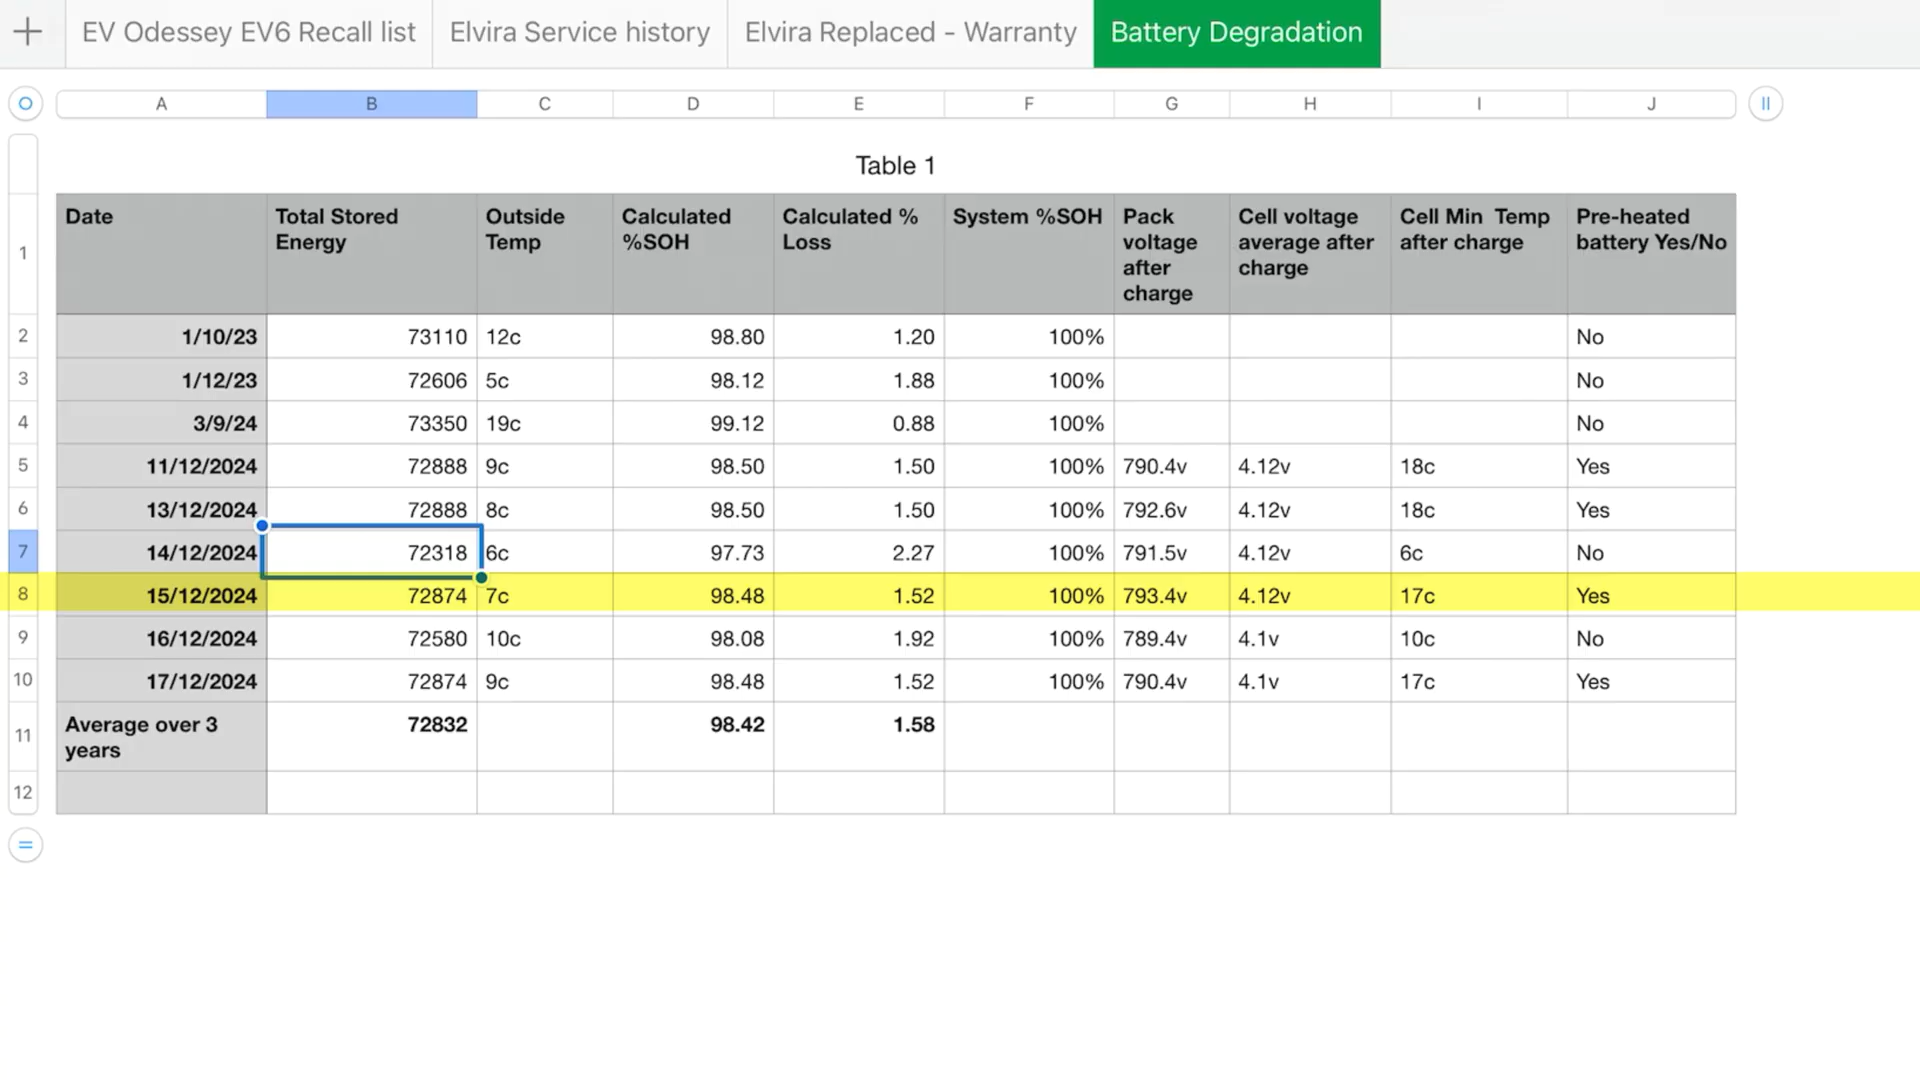 EV Odessey EV6 Recall list Elvira Service history Elvira Replaced - Warranty Battery Degradation
A B C D E F G H I J
Table 1
1 Date Total Stored Energy Outside Temp Calculated %SOH Calculated % Loss System %SOH Pack voltage after charge Cell voltage average after charge Cell Min Temp after charge Pre-heated battery Yes/No
2 1/10/23 73110 12c 98.80 1.20 100% No
3 1/12/23 72606 5c 98.12 1.88 100% No
4 3/9/24 73350 19c 99.12 0.88 100% No
5 11/12/2024 72888 9c 98.50 1.50 100% 790.4v 4.12v 18c Yes
6 13/12/2024 72888 8c 98.50 1.50 100% 792.6v 4.12v 18c Yes
7 14/12/2024 72318 6c 97.73 2.27 100% 791.5v 4.12v 6c No
8 15/12/2024 72874 7c 98.48 1.52 100% 793.4v 4.12v 17c Yes
9 16/12/2024 72580 10c 98.08 1.92 100% 789.4v 4.1v 10c No
10 17/12/2024 72874 9c 98.48 1.52 100% 790.4v 4.1v 17c Yes
11 Average over 3 years 72832 98.42 1.58
12